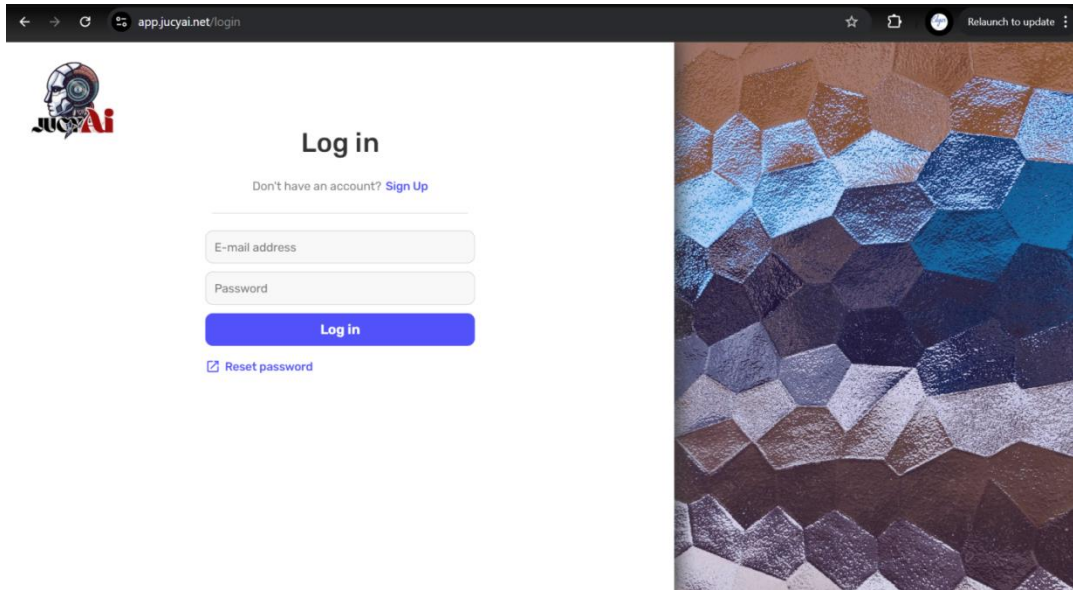 app.jucyai.net/login
Relaunch to update
JUCYAi
Log in
Don't have an account? Sign Up
E-mail address
Password
Log in
Reset password